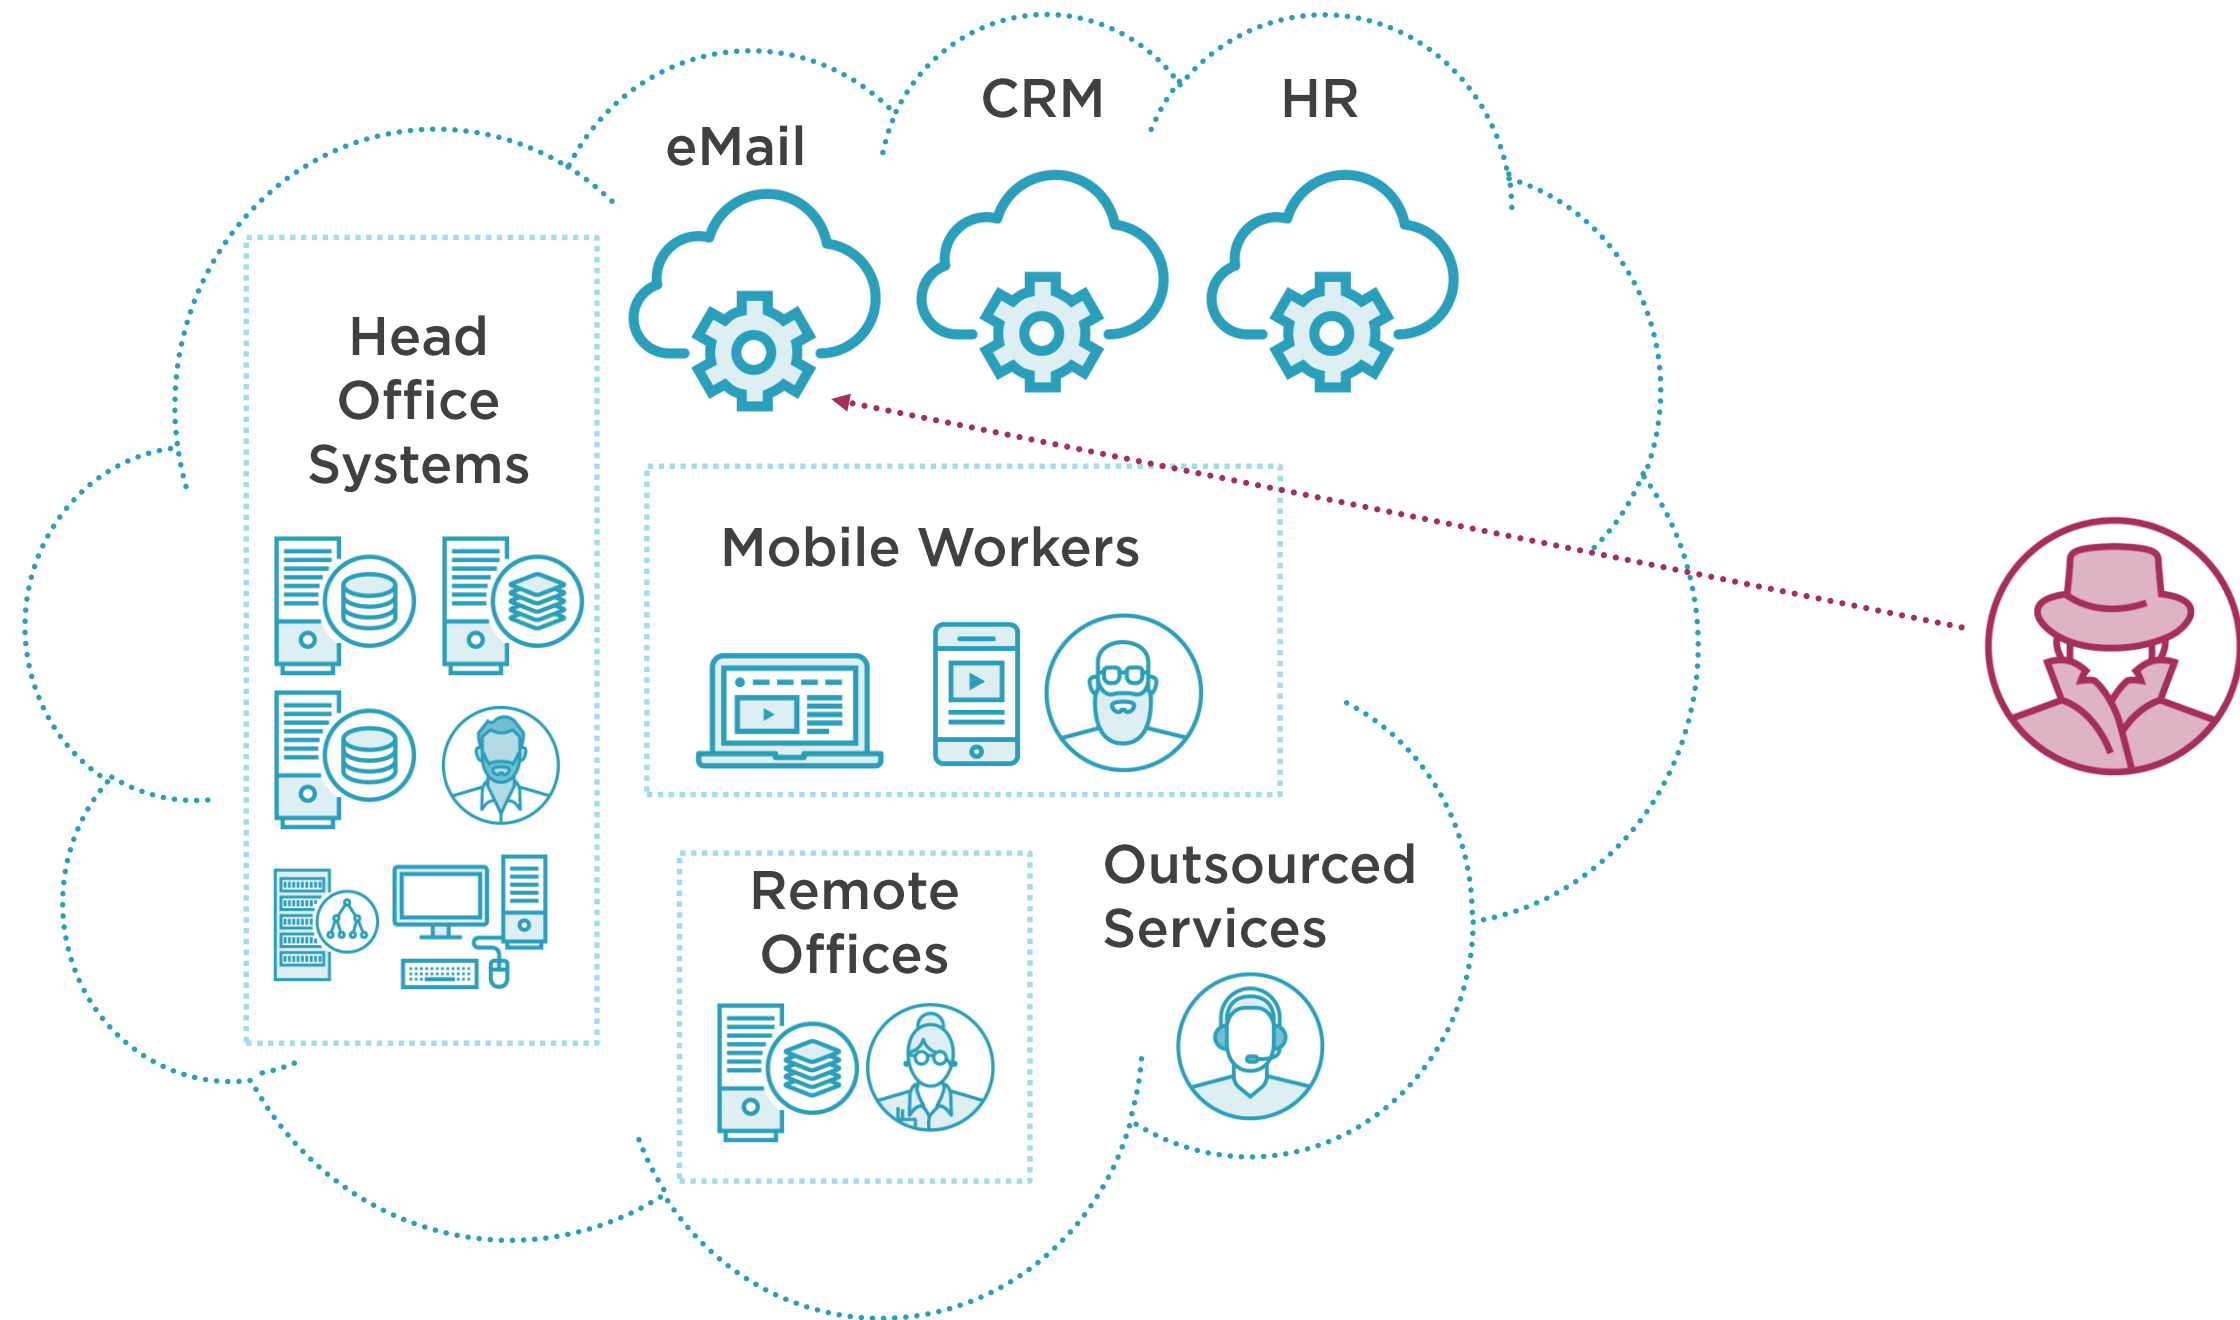 CRM
HR
eMail
Head
Office
Systems
Mobile Workers
Remote
Offices
Outsourced
Services